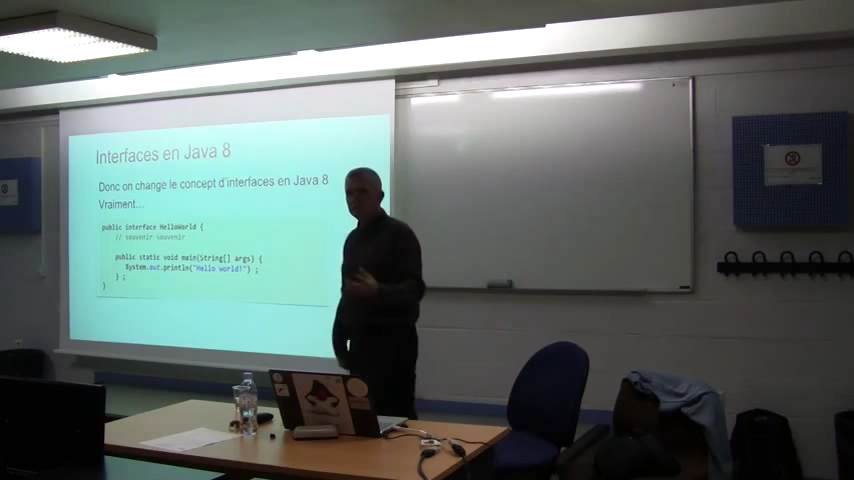 Interfaces en Java 8
Donc on change le concept d'interfaces en Java 8
Vraiment…
public interface HelloWorld {
// souvenir souvenir
public static void main(String[] args) {
System.out.println("Hello world!") ;
} ;
}